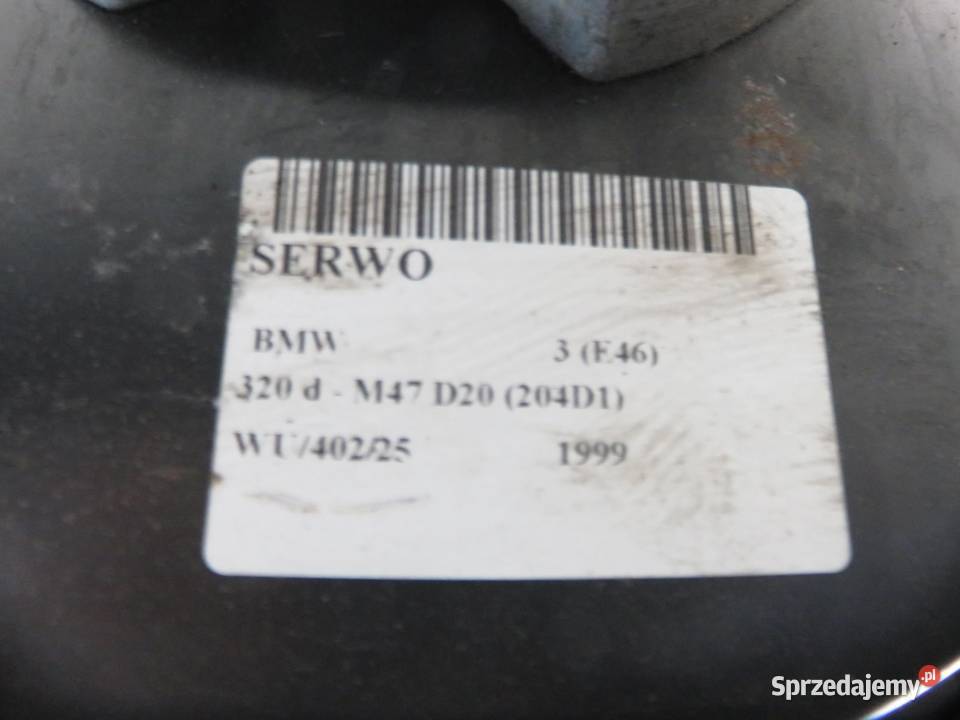 SERWO
BMW 3 (E46)
320 d - M47 D20 (204D1)
WU/402/25 1999
Sprzedajemy.pl